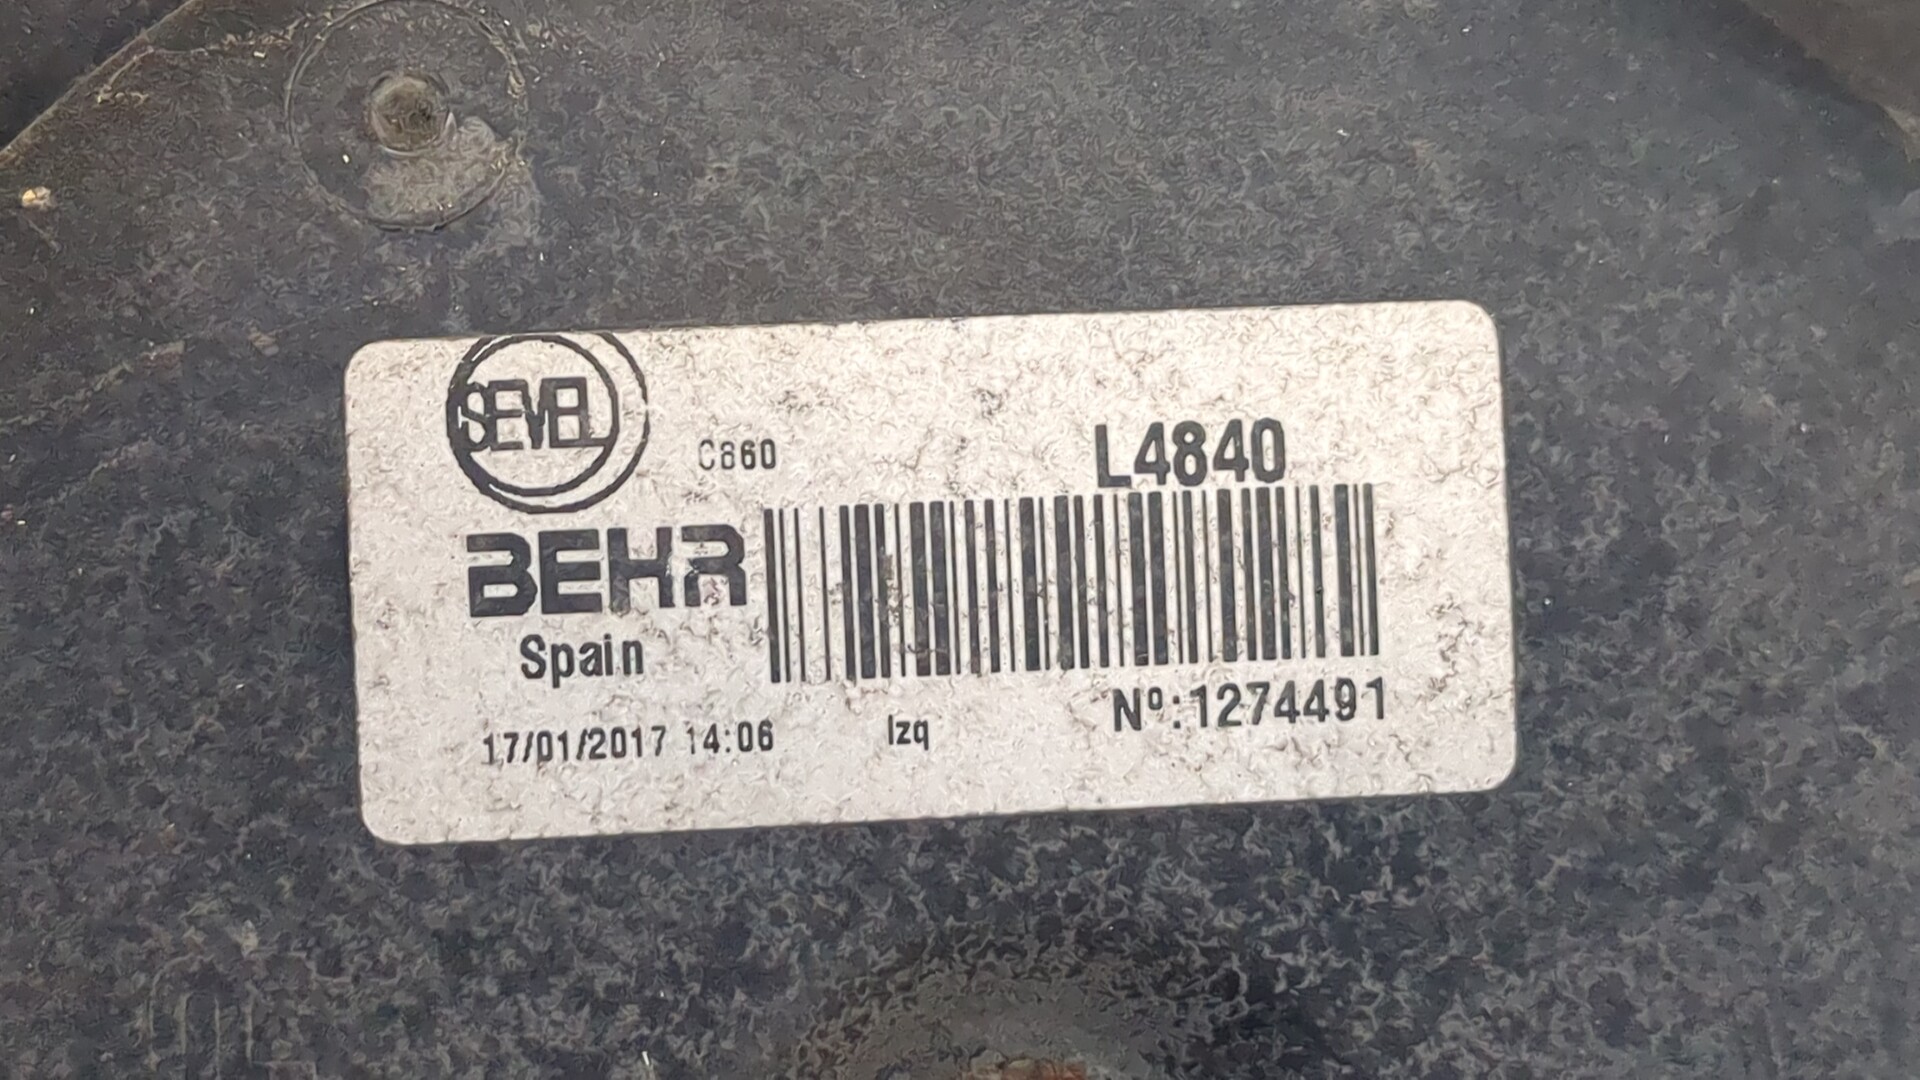 SEVEL
C860
L4840
BEHR
Spain
Nº:1274491
17/01/2017 14:06
Izq